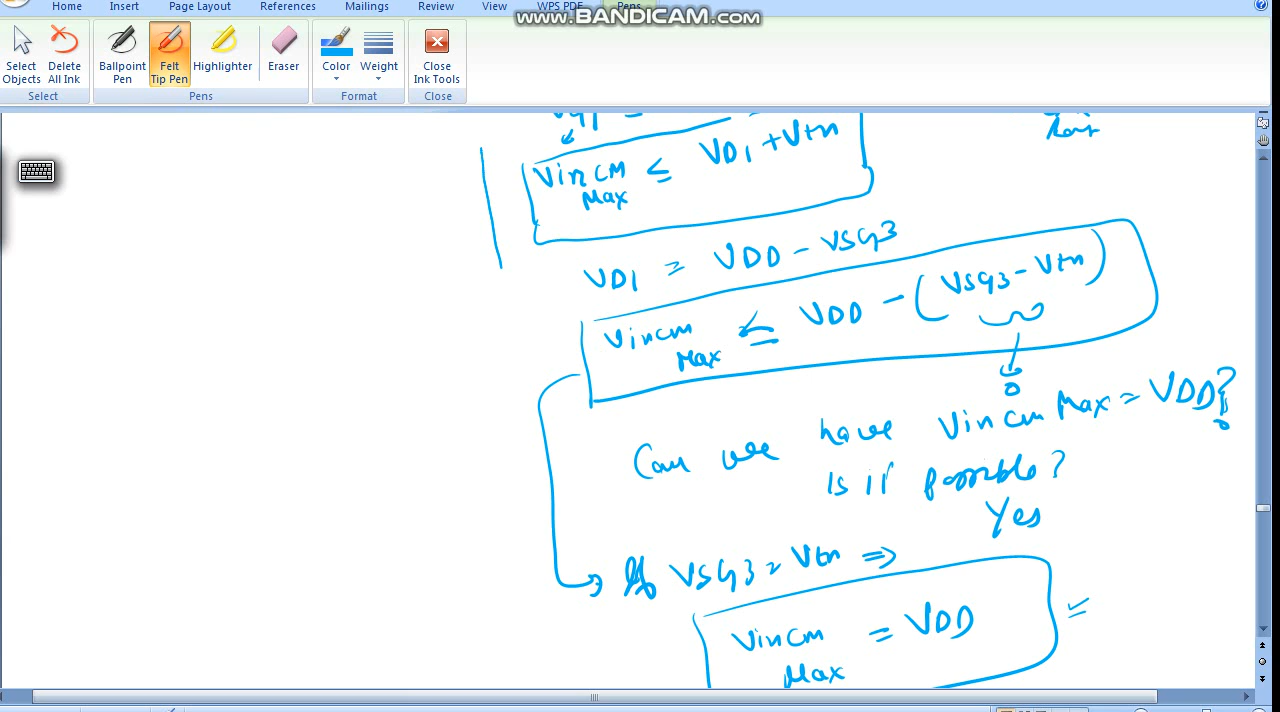 www.BANDICAM.com
Home Insert Page Layout References Mailings Review View WPS PDF Pens
Select Objects
Delete All Ink
Ballpoint Pen
Felt Tip Pen
Highlighter
Eraser
Color
Weight
Close Ink Tools
Select Pens Format Close
Vincm Max ≤ VD1 + Vtn
VD1 = VDD - VSG3
Vincm Max ≤ VDD - (VSG3 - Vtn)
0
Can we have Vincm Max = VDD?
Is it possible?
Yes
If VSG3 = Vtn ⇒
Vincm Max = VDD